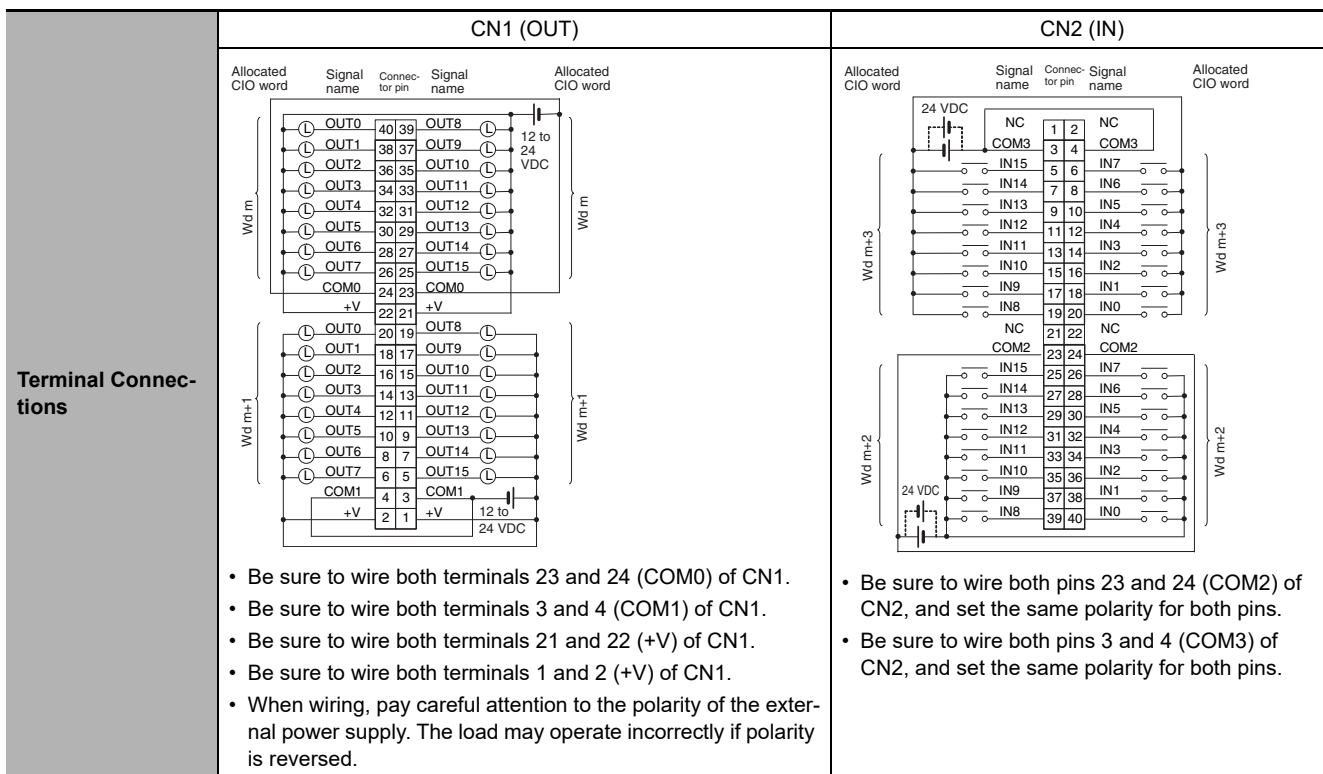 CN1 (OUT)
CN2 (IN)
Terminal Connec-
tions
Allocated Signal Connec- Signal Allocated
CIO word name tor pin name CIO word
OUT0 40 39 OUT8
OUT1 38 37 OUT9
OUT2 36 35 OUT10
OUT3 34 33 OUT11
OUT4 32 31 OUT12
OUT5 30 29 OUT13
OUT6 28 27 OUT14
OUT7 26 25 OUT15
COM0 24 23 COM0
+V 22 21 +V
12 to
24
VDC
Wd m
Wd m
L L
L L
L L
L L
L L
L L
L L
L L
OUT0 20 19 OUT8
OUT1 18 17 OUT9
OUT2 16 15 OUT10
OUT3 14 13 OUT11
OUT4 12 11 OUT12
OUT5 10 9 OUT13
OUT6 8 7 OUT14
OUT7 6 5 OUT15
COM1 4 3 COM1
+V 2 1 +V
12 to
24 VDC
Wd m+1
Wd m+1
L L
L L
L L
L L
L L
L L
L L
L L
• Be sure to wire both terminals 23 and 24 (COM0) of CN1.
• Be sure to wire both terminals 3 and 4 (COM1) of CN1.
• Be sure to wire both terminals 21 and 22 (+V) of CN1.
• Be sure to wire both terminals 1 and 2 (+V) of CN1.
• When wiring, pay careful attention to the polarity of the exter-
nal power supply. The load may operate incorrectly if polarity
is reversed.
Allocated Signal Connec- Signal Allocated
CIO word name tor pin name CIO word
24 VDC
NC 1 2 NC
COM3 3 4 COM3
IN15 5 6 IN7
IN14 7 8 IN6
IN13 9 10 IN5
IN12 11 12 IN4
IN11 13 14 IN3
IN10 15 16 IN2
IN9 17 18 IN1
IN8 19 20 IN0
Wd m+3
Wd m+3
NC 21 22 NC
COM2 23 24 COM2
IN15 25 26 IN7
IN14 27 28 IN6
IN13 29 30 IN5
IN12 31 32 IN4
IN11 33 34 IN3
IN10 35 36 IN2
IN9 37 38 IN1
IN8 39 40 IN0
24 VDC
Wd m+2
Wd m+2
• Be sure to wire both pins 23 and 24 (COM2) of
CN2, and set the same polarity for both pins.
• Be sure to wire both pins 3 and 4 (COM3) of
CN2, and set the same polarity for both pins.